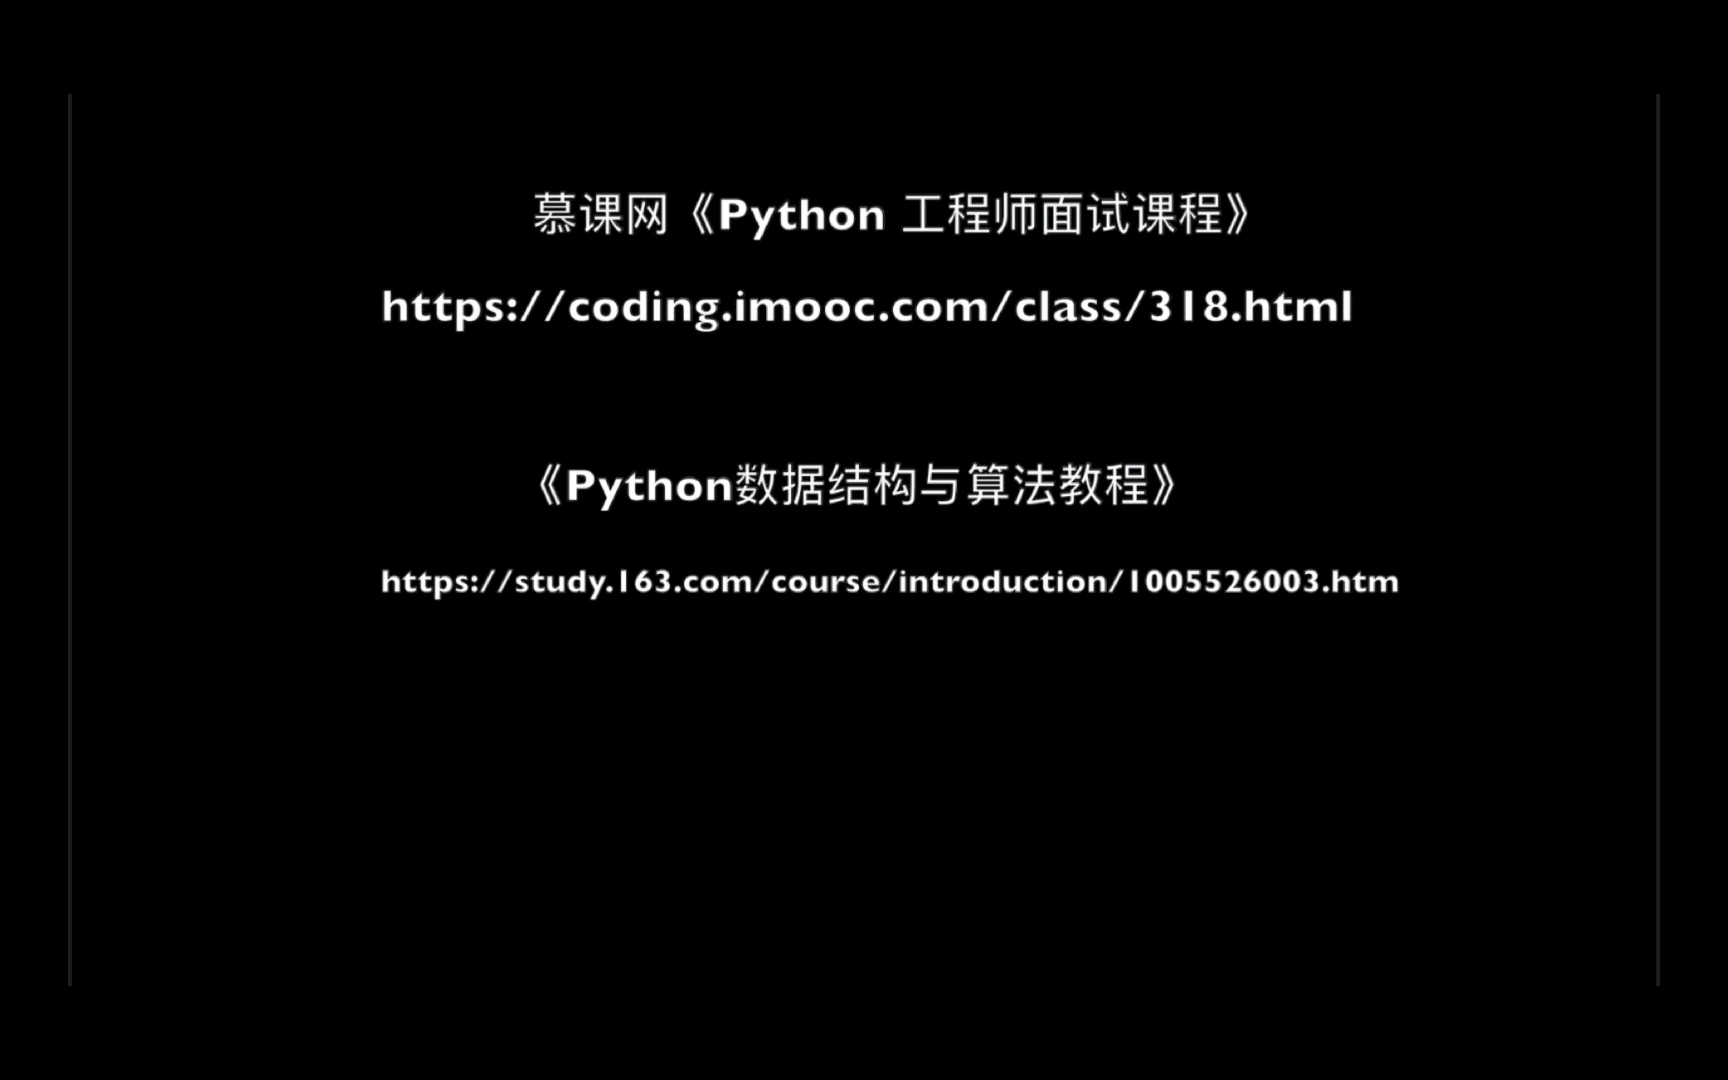 慕课网《Python 工程师面试课程》
https://coding.imooc.com/class/318.html
《Python数据结构与算法教程》
https://study.163.com/course/introduction/1005526003.htm